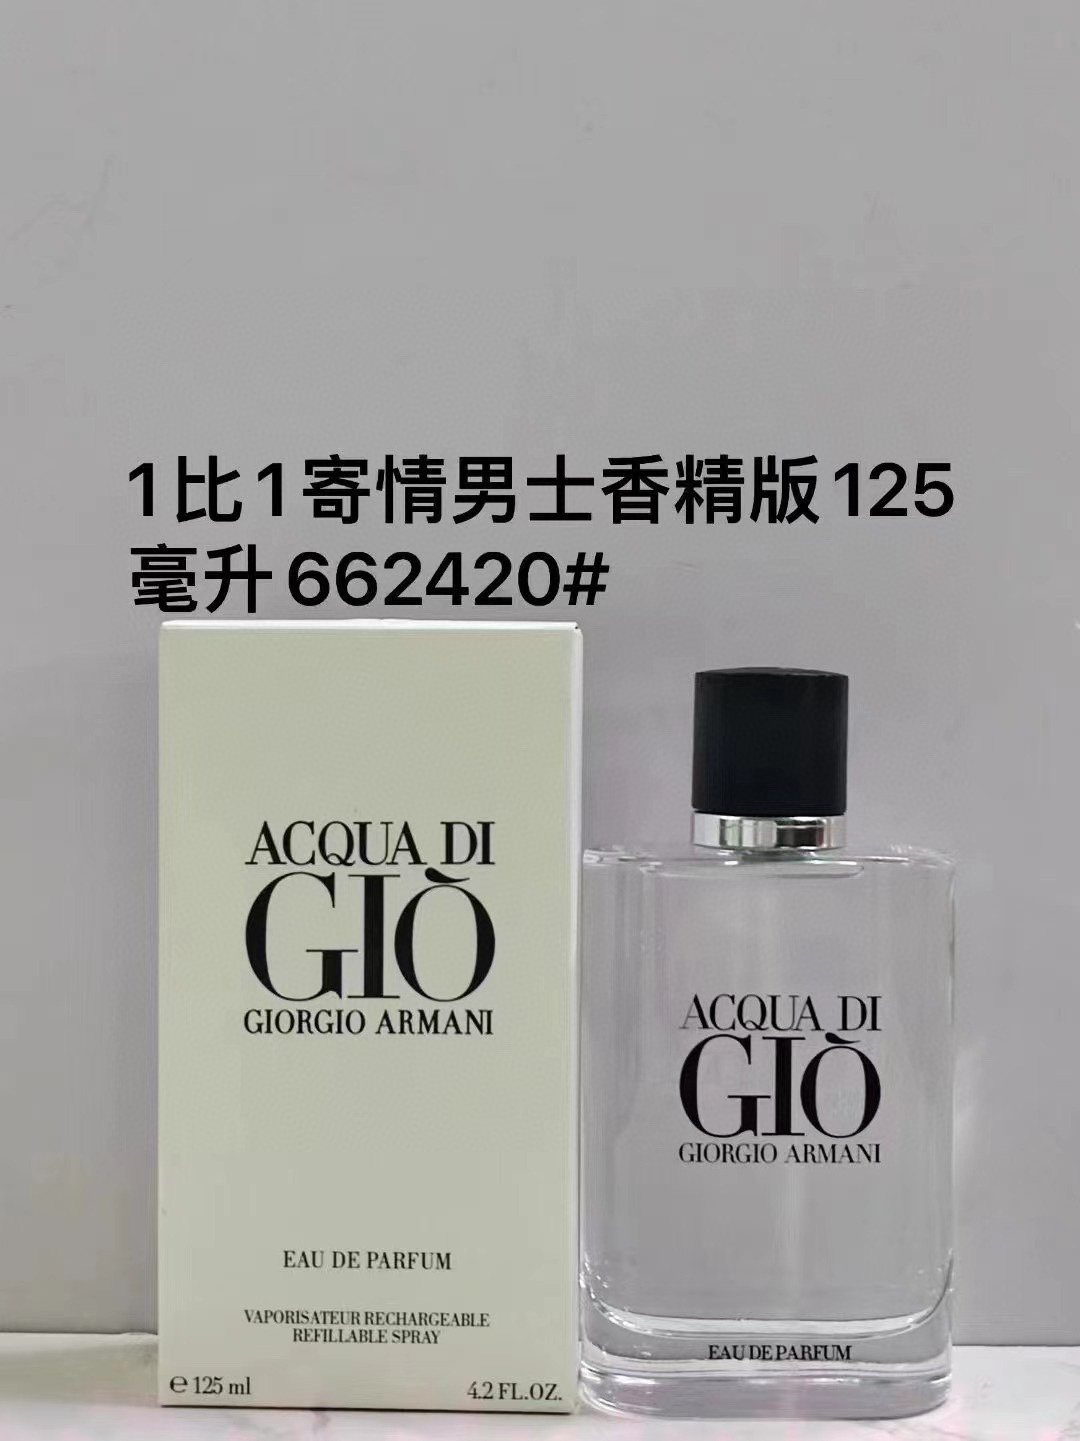 1比1寄情男士香精版125
毫升662420#
ACQUA DI
GIÒ
GIORGIO ARMANI
EAU DE PARFUM
VAPORISATEUR RECHARGEABLE
REFILLABLE SPRAY
℮ 125 ml
4.2 FL.OZ.
ACQUA DI
GIÒ
GIORGIO ARMANI
EAU DE PARFUM